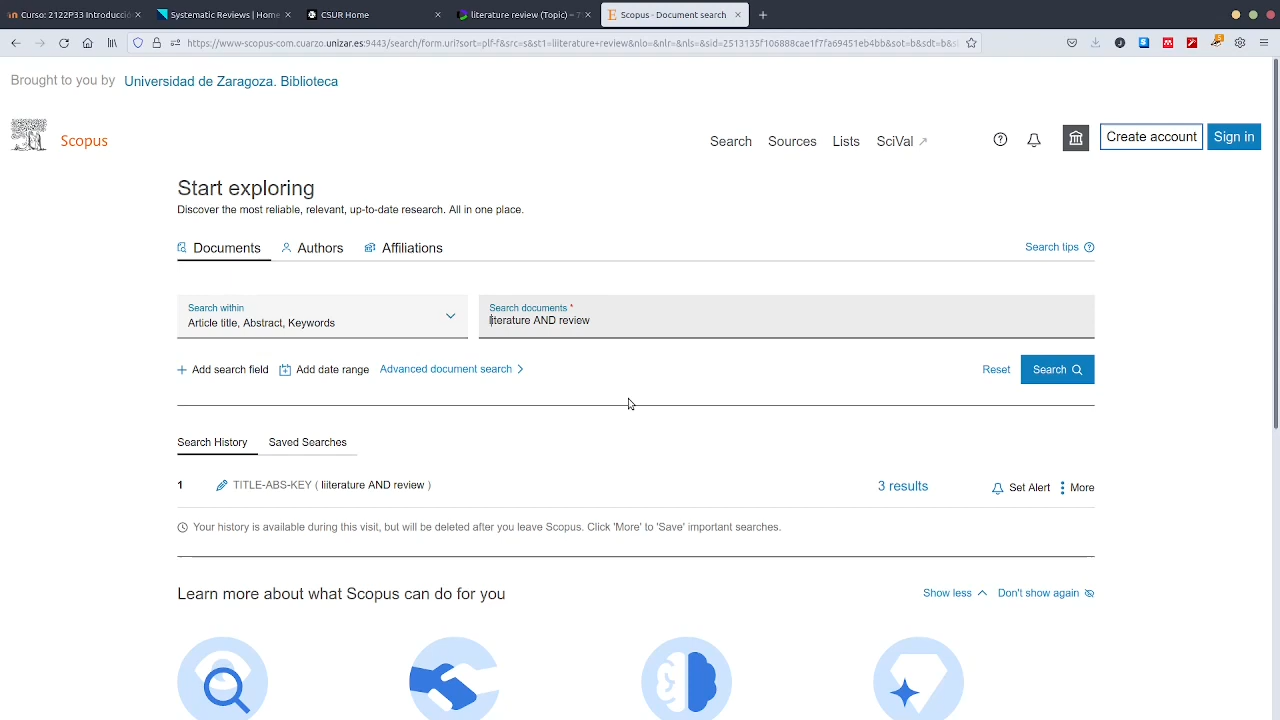 Curso: 122P33 Introducció
Systematic Reviews | Home
CSUR Home
literature review (Topic) – 7
Scopus - Document search
https://www-scopus-com.cuarzo.unizar.es:9443/search/form.uri?sort=plf-f&src=s&st1=liiterature+review&nlo=&nlr=&nls=&sid=2513135f106888cae1f7fa69451eb4bb&sot=b&sdt=b&s
Brought to you by Universidad de Zaragoza. Biblioteca
Scopus
Search Sources Lists SciVal ↗
Create account Sign in
Start exploring
Discover the most reliable, relevant, up-to-date research. All in one place.
Documents Authors Affiliations
Search tips
Search within
Article title, Abstract, Keywords
Search documents *
literature AND review
+ Add search field Add date range Advanced document search >
Reset Search
Search History Saved Searches
1 TITLE-ABS-KEY ( liiterature AND review ) 3 results Set Alert More
Your history is available during this visit, but will be deleted after you leave Scopus. Click 'More' to 'Save' important searches.
Learn more about what Scopus can do for you
Show less Don't show again